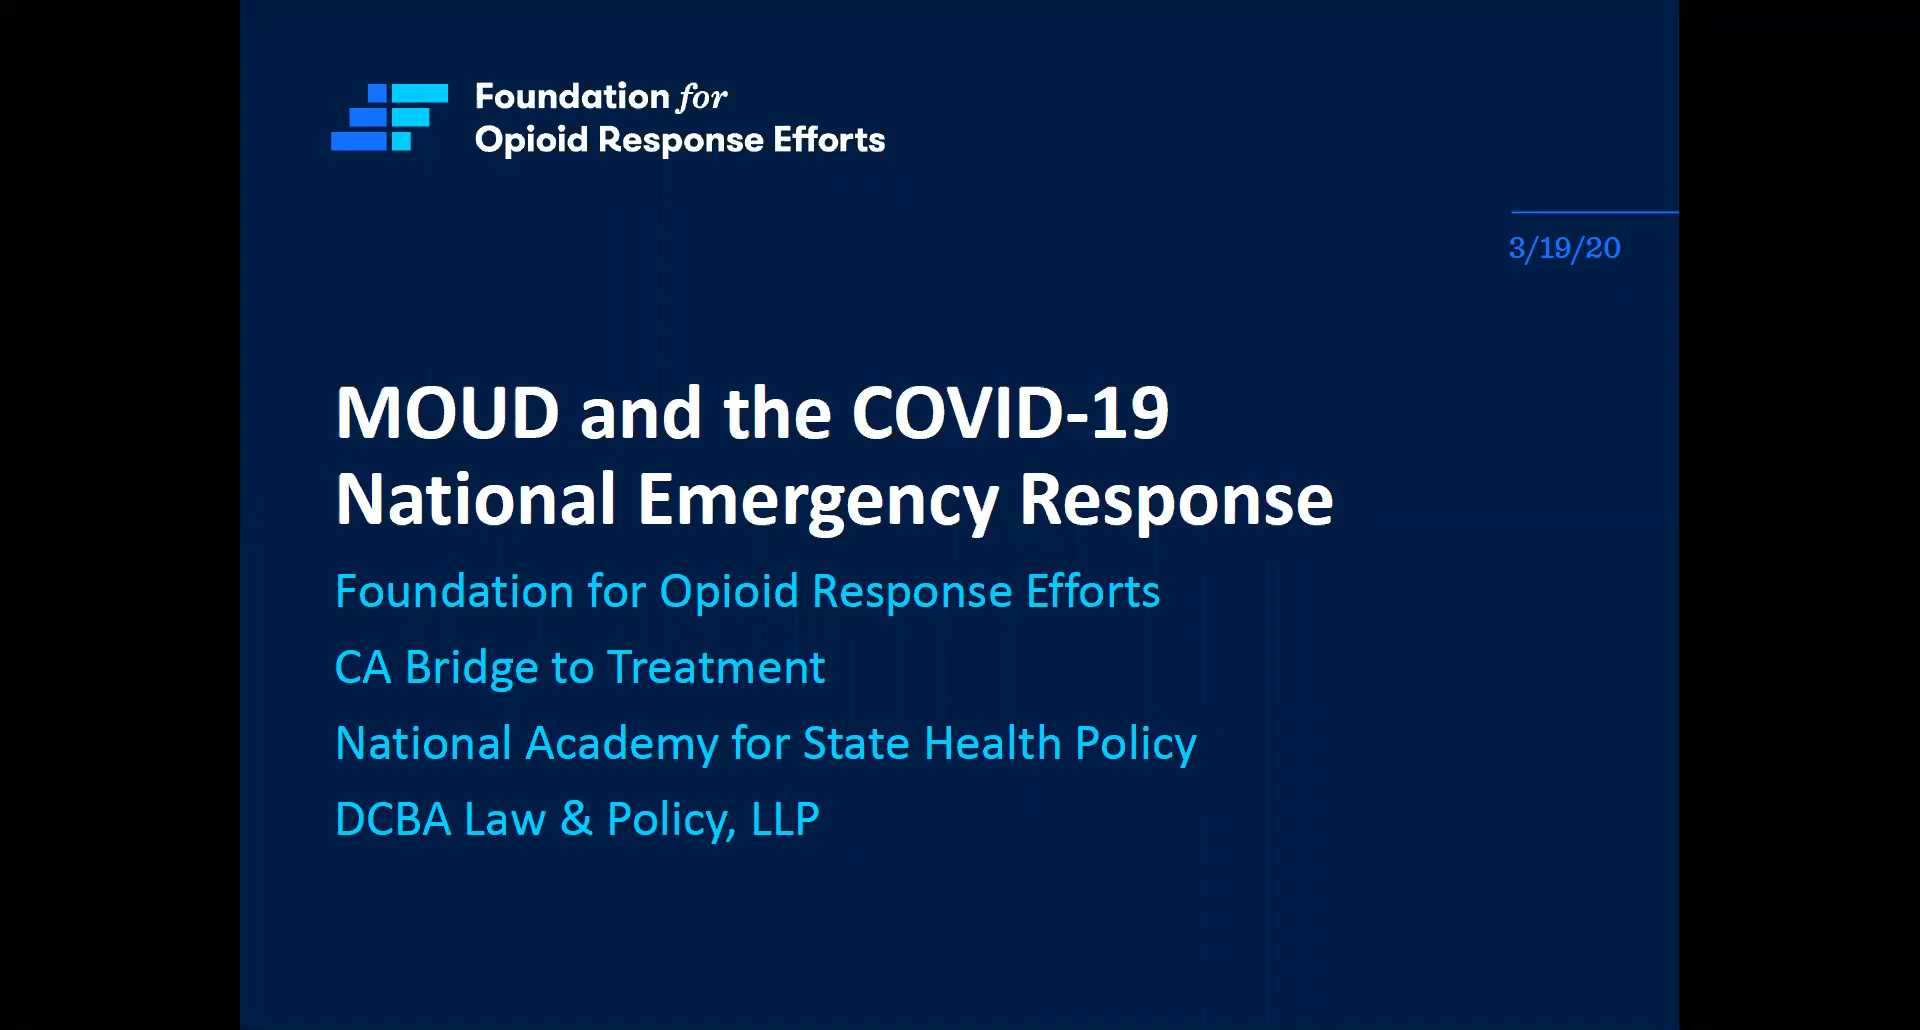 Foundation for
Opioid Response Efforts
3/19/20
MOUD and the COVID-19
National Emergency Response
Foundation for Opioid Response Efforts
CA Bridge to Treatment
National Academy for State Health Policy
DCBA Law & Policy, LLP